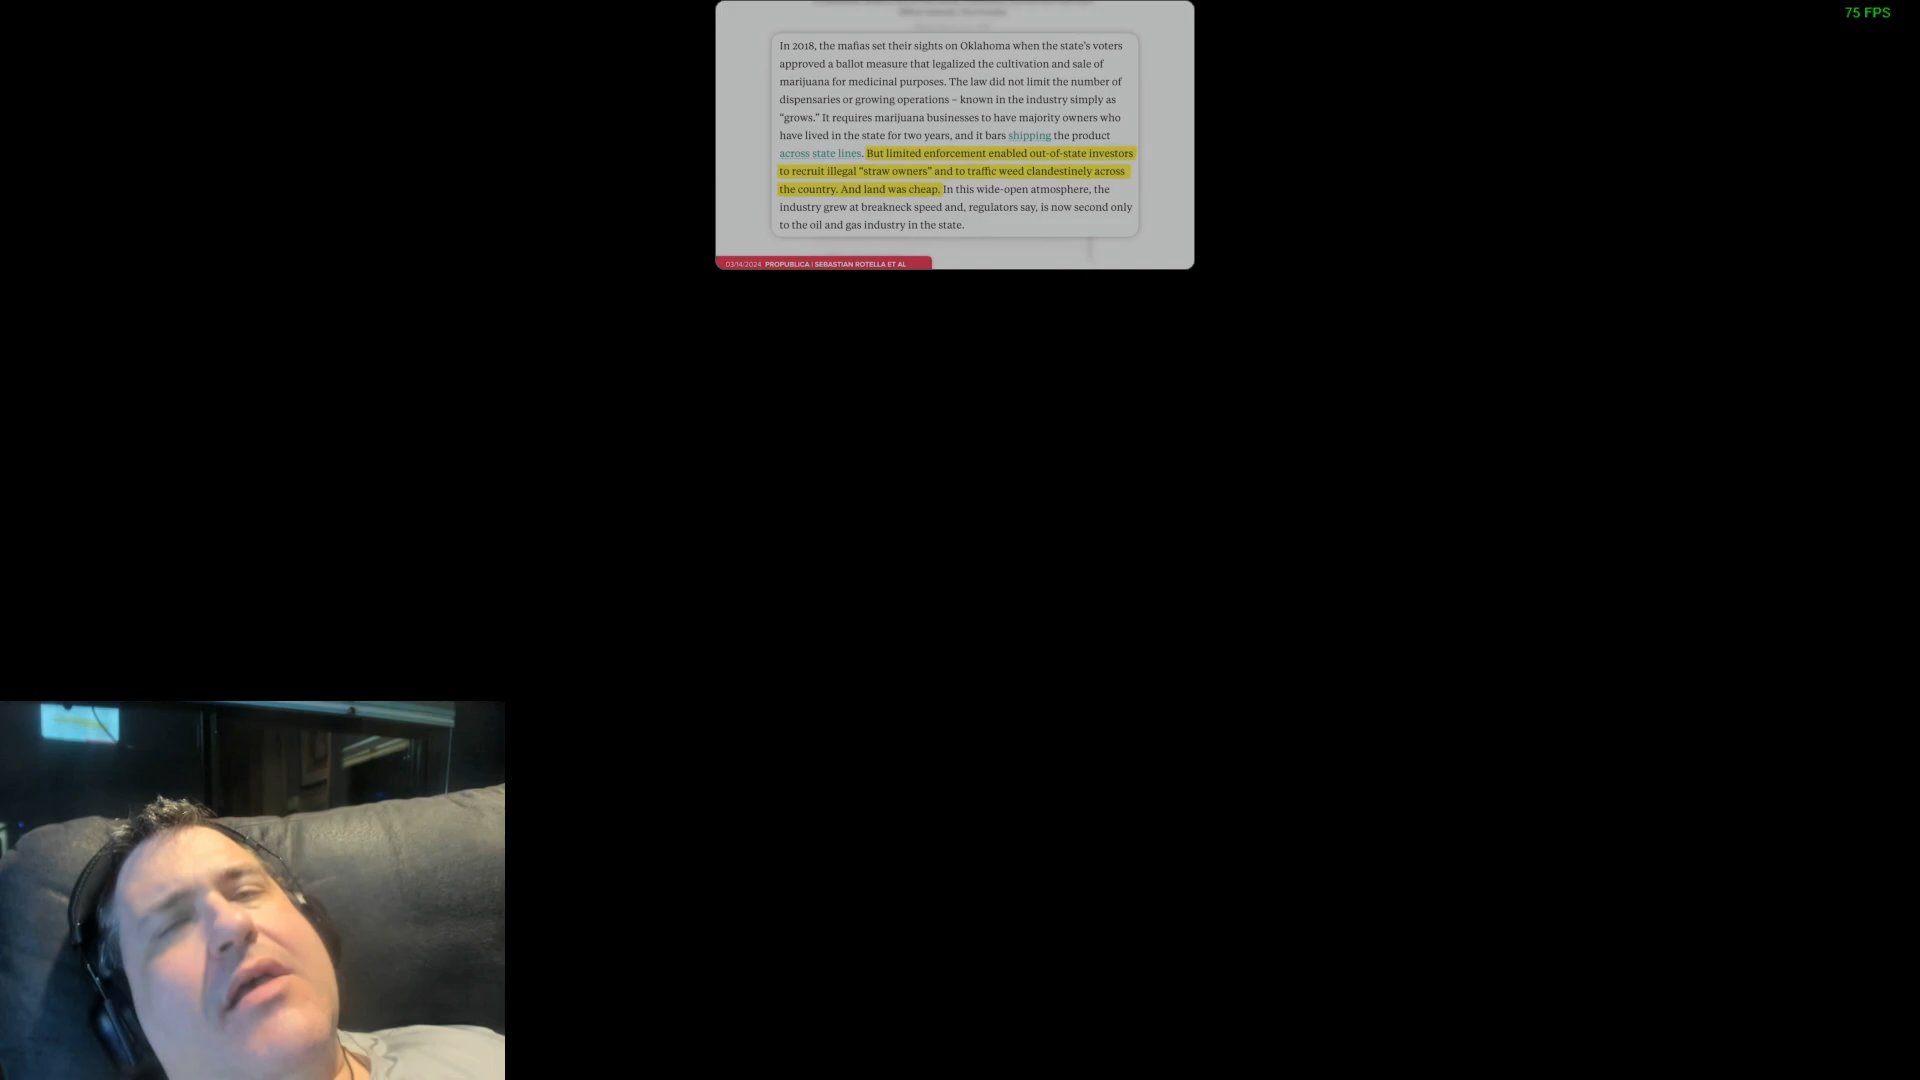 75 FPS
In 2018, the mafias set their sights on Oklahoma when the state’s voters
approved a ballot measure that legalized the cultivation and sale of
marijuana for medicinal purposes. The law did not limit the number of
dispensaries or growing operations – known in the industry simply as
“grows.” It requires marijuana businesses to have majority owners who
have lived in the state for two years, and it bars shipping the product
across state lines. But limited enforcement enabled out-of-state investors
to recruit illegal “straw owners” and to traffic weed clandestinely across
the country. And land was cheap. In this wide-open atmosphere, the
industry grew at breakneck speed and, regulators say, is now second only
to the oil and gas industry in the state.
03/14/2024 PROPUBLICA | SEBASTIAN ROTELLA ET AL